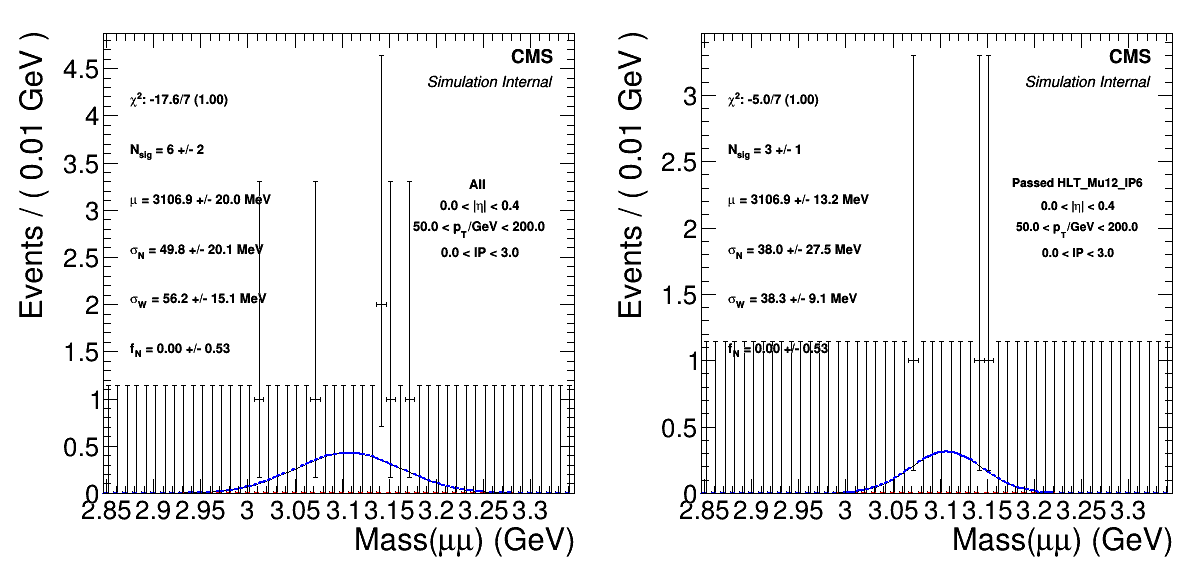 CMS
Simulation Internal
χ²: -17.6/7 (1.00)
N_sig = 6 +/- 2
μ = 3106.9 +/- 20.0 MeV
σ_N = 49.8 +/- 20.1 MeV
σ_W = 56.2 +/- 15.1 MeV
f_N = 0.00 +/- 0.53
All
0.0 < |η| < 0.4
50.0 < p_T/GeV < 200.0
0.0 < IP < 3.0
Events / ( 0.01 GeV )
4.5
4
3.5
3
2.5
2
1.5
1
0.5
0
2.85 2.9 2.95 3 3.05 3.1 3.15 3.2 3.25 3.3
Mass(μμ) (GeV)
CMS
Simulation Internal
χ²: -5.0/7 (1.00)
N_sig = 3 +/- 1
μ = 3106.9 +/- 13.2 MeV
σ_N = 38.0 +/- 27.5 MeV
σ_W = 38.3 +/- 9.1 MeV
f_N = 0.00 +/- 0.53
Passed HLT_Mu12_IP6
0.0 < |η| < 0.4
50.0 < p_T/GeV < 200.0
0.0 < IP < 3.0
Events / ( 0.01 GeV )
3
2.5
2
1.5
1
0.5
0
2.85 2.9 2.95 3 3.05 3.1 3.15 3.2 3.25 3.3
Mass(μμ) (GeV)